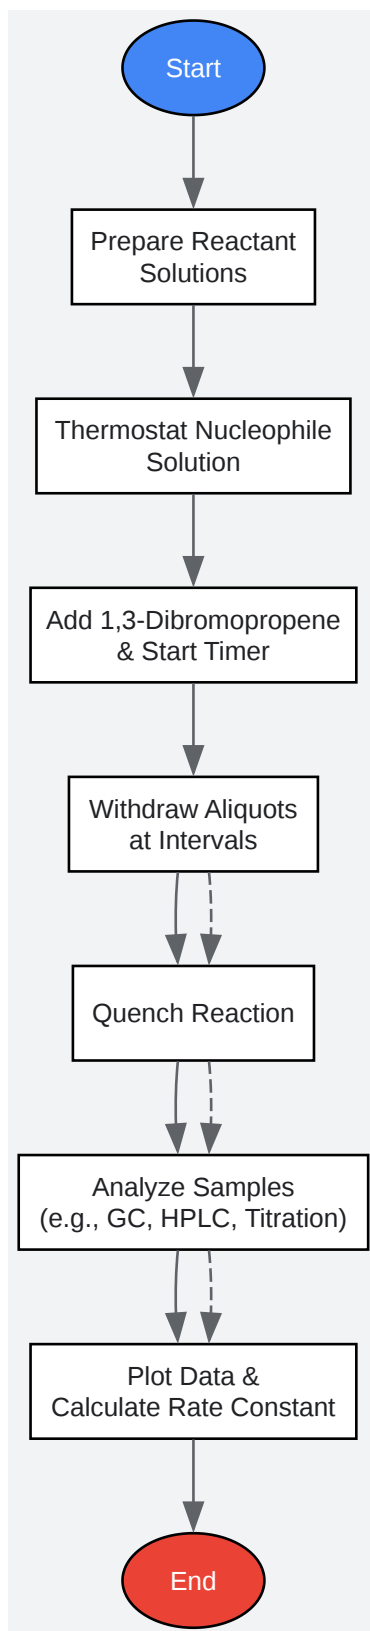 Start
Prepare Reactant
Solutions
Thermostat Nucleophile
Solution
Add 1,3-Dibromopropene
& Start Timer
Withdraw Aliquots
at Intervals
Quench Reaction
Analyze Samples
(e.g., GC, HPLC, Titration)
Plot Data &
Calculate Rate Constant
End